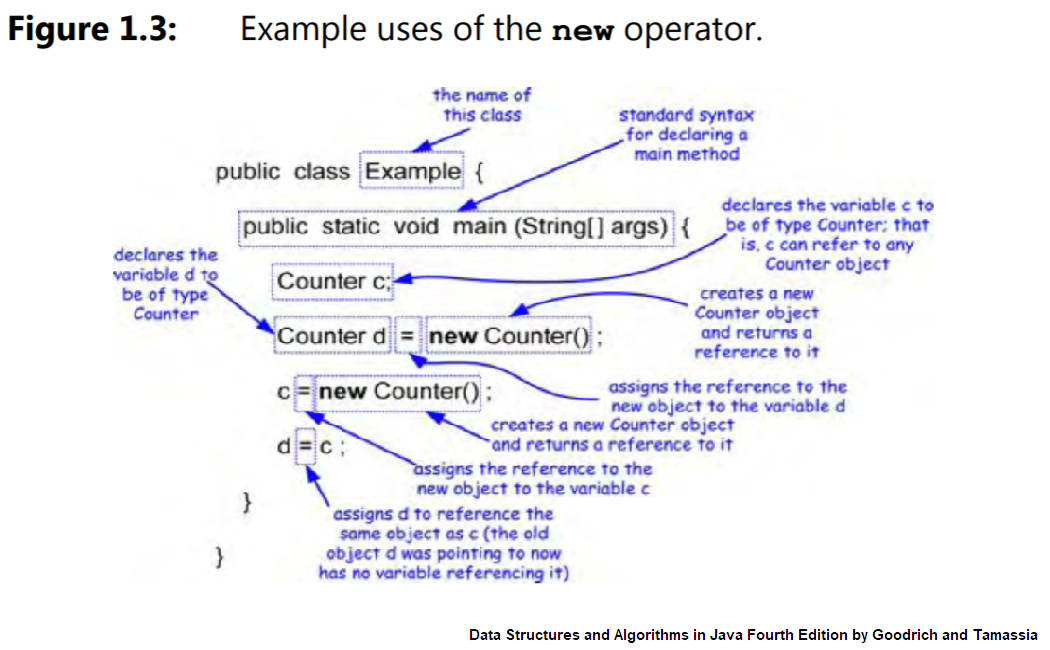 Figure 1.3: Example uses of the new operator.
the name of
this class
standard syntax
for declaring a
main method
public class Example {
public static void main (String[] args) {
declares the variable c to
be of type Counter; that
is, c can refer to any
Counter object
declares the
variable d to
be of type
Counter
Counter c;
creates a new
Counter object
and returns a
reference to it
Counter d = new Counter() ;
assigns the reference to the
new object to the variable d
c = new Counter() ;
creates a new Counter object
and returns a reference to it
d = c ;
assigns the reference to the
new object to the variable c
}
assigns d to reference the
same object as c (the old
object d was pointing to now
has no variable referencing it)
}
Data Structures and Algorithms in Java Fourth Edition by Goodrich and Tamassia